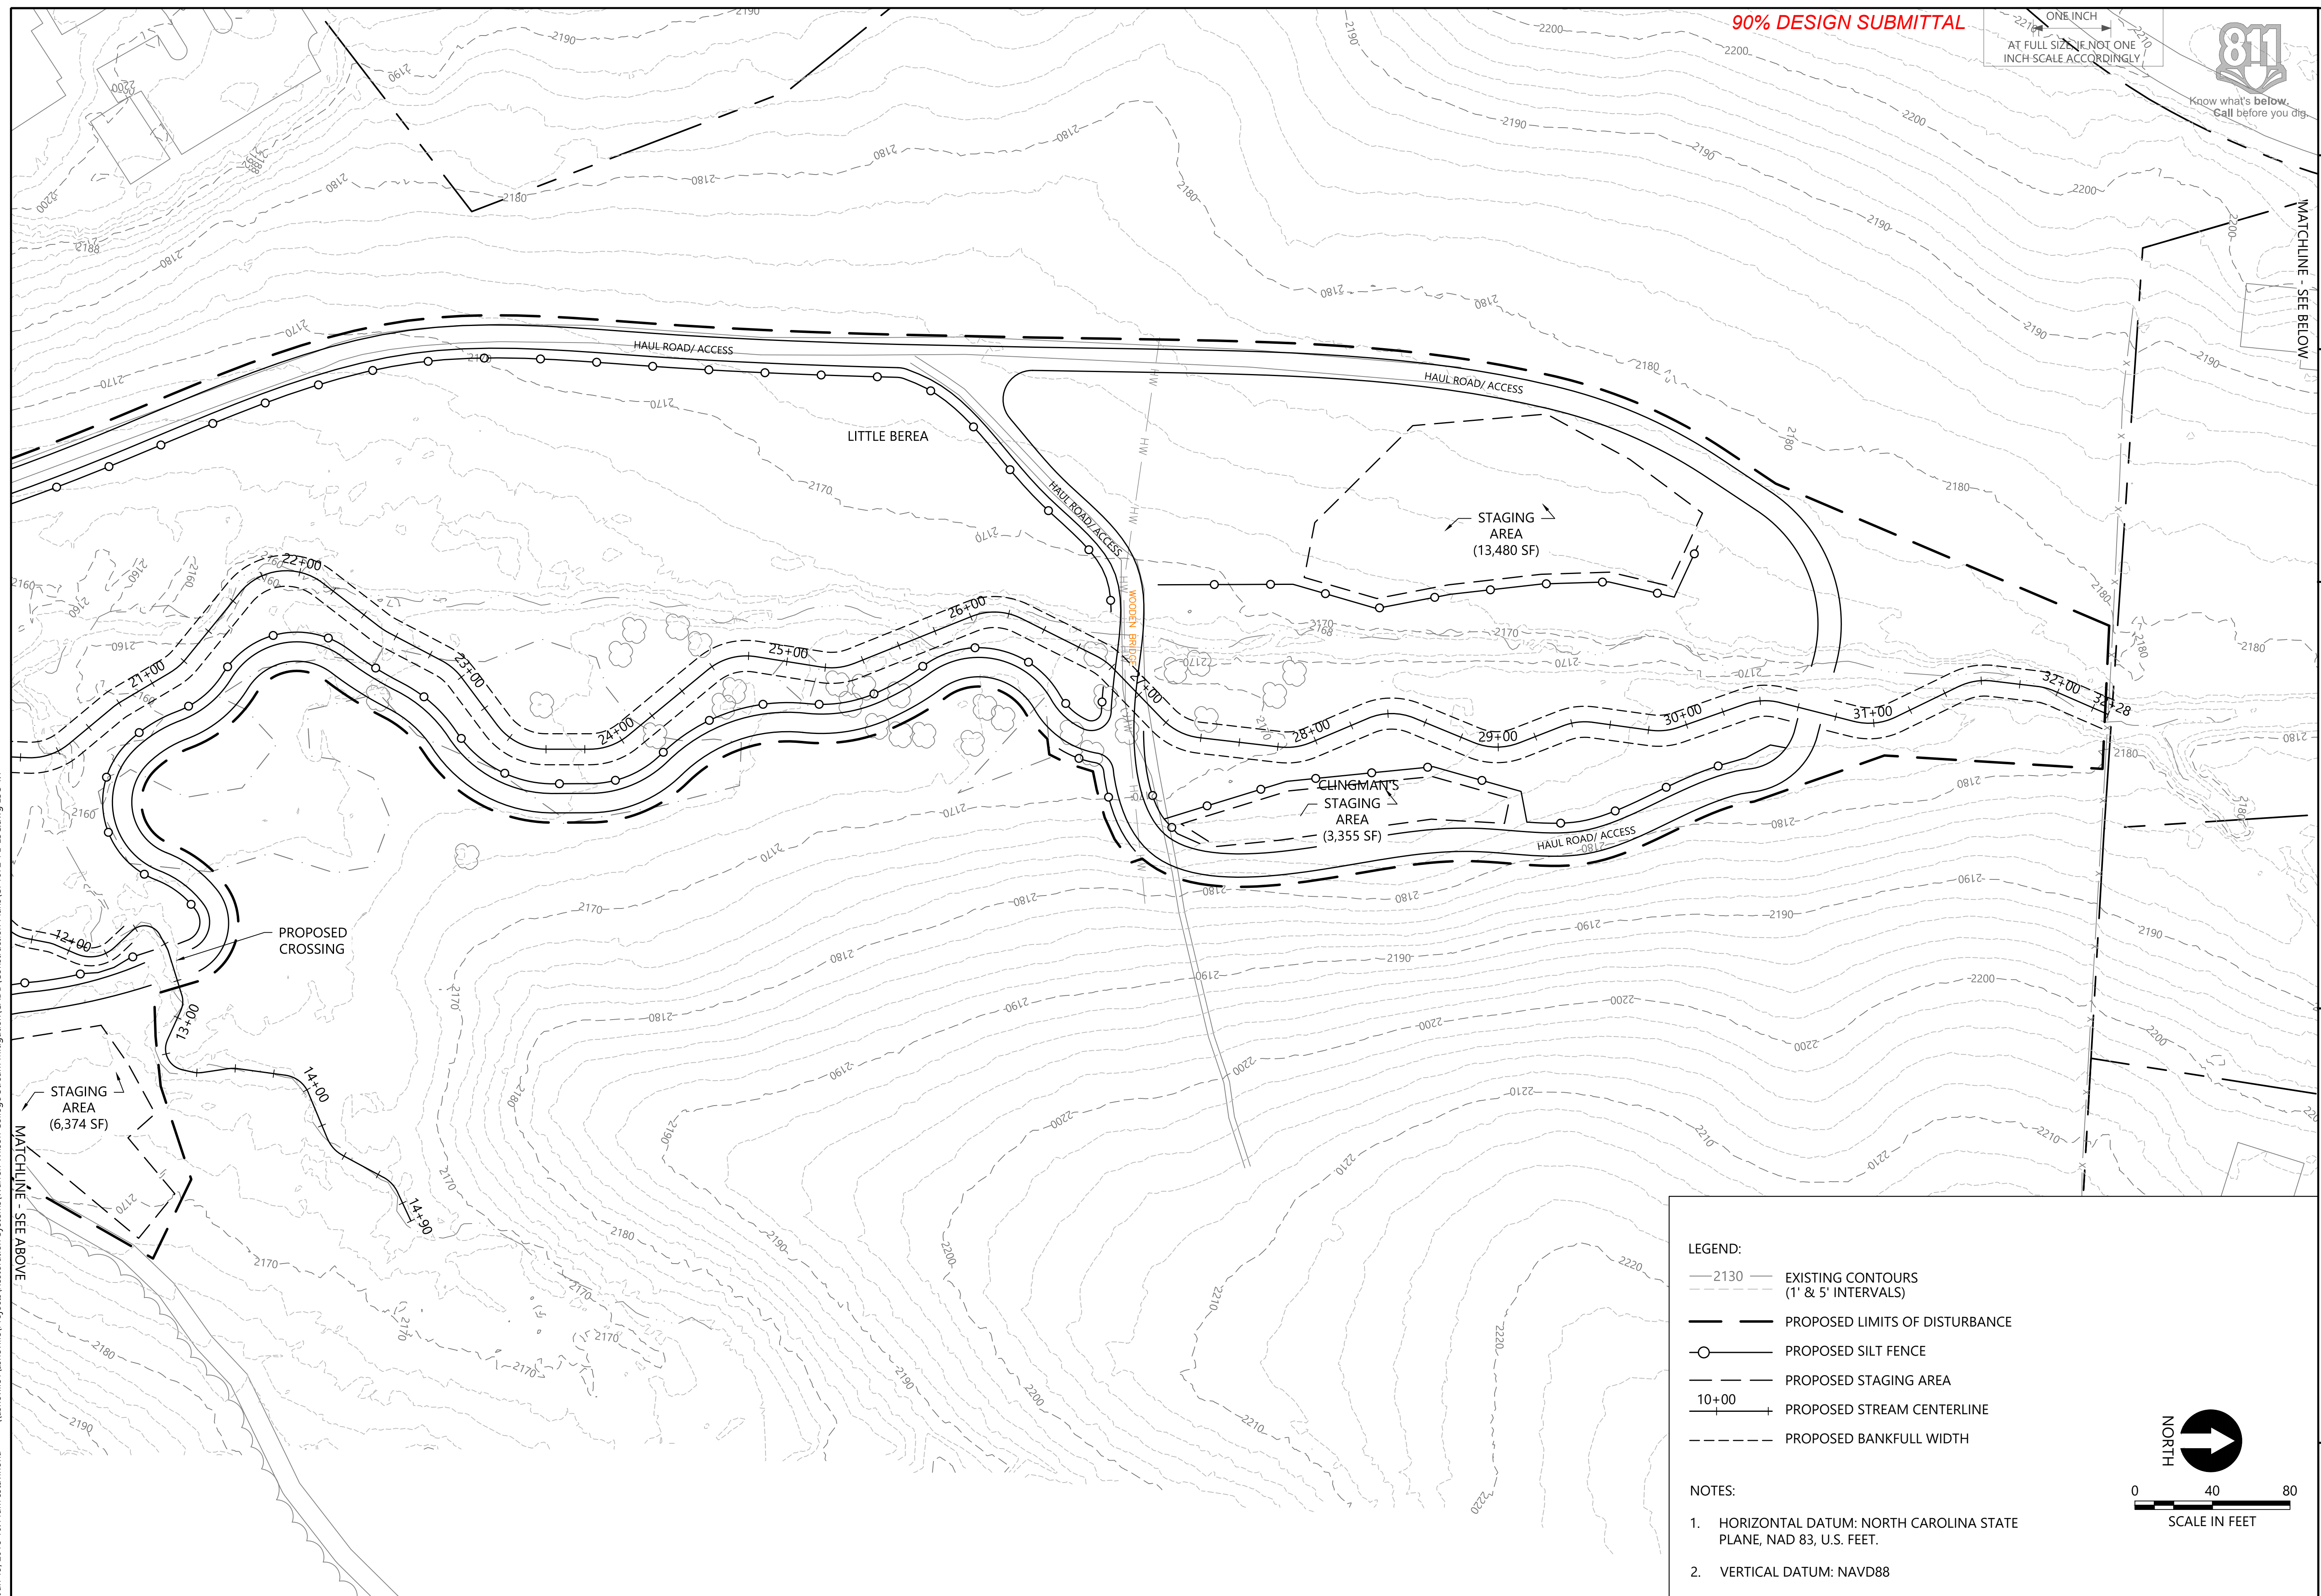 90% DESIGN SUBMITTAL
ONE INCH
AT FULL SIZE, IF NOT ONE
INCH SCALE ACCORDINGLY
811
Know what's below.
Call before you dig.
MATCHLINE - SEE BELOW
HAUL ROAD/ ACCESS
HAUL ROAD/ ACCESS
LITTLE BEREA
HAUL ROAD/ ACCESS
WOODEN BRIDGE
STAGING
AREA
(13,480 SF)
21+00
22+00
23+00
24+00
25+00
26+00
27+00
28+00
29+00
30+00
31+00
32+00
32+28
CLINGMAN'S
STAGING
AREA
(3,355 SF)
HAUL ROAD/ ACCESS
PROPOSED
CROSSING
12+00
13+00
14+00
14+90
STAGING
AREA
(6,374 SF)
MATCHLINE - SEE ABOVE
2160
2168
2170
2180
2188
2190
2200
2210
2220
HW
X
LEGEND:
2130 EXISTING CONTOURS
(1' & 5' INTERVALS)
PROPOSED LIMITS OF DISTURBANCE
PROPOSED SILT FENCE
PROPOSED STAGING AREA
10+00 PROPOSED STREAM CENTERLINE
PROPOSED BANKFULL WIDTH
NOTES:
1. HORIZONTAL DATUM: NORTH CAROLINA STATE
PLANE, NAD 83, U.S. FEET.
2. VERTICAL DATUM: NAVD88
NORTH
0 40 80
SCALE IN FEET